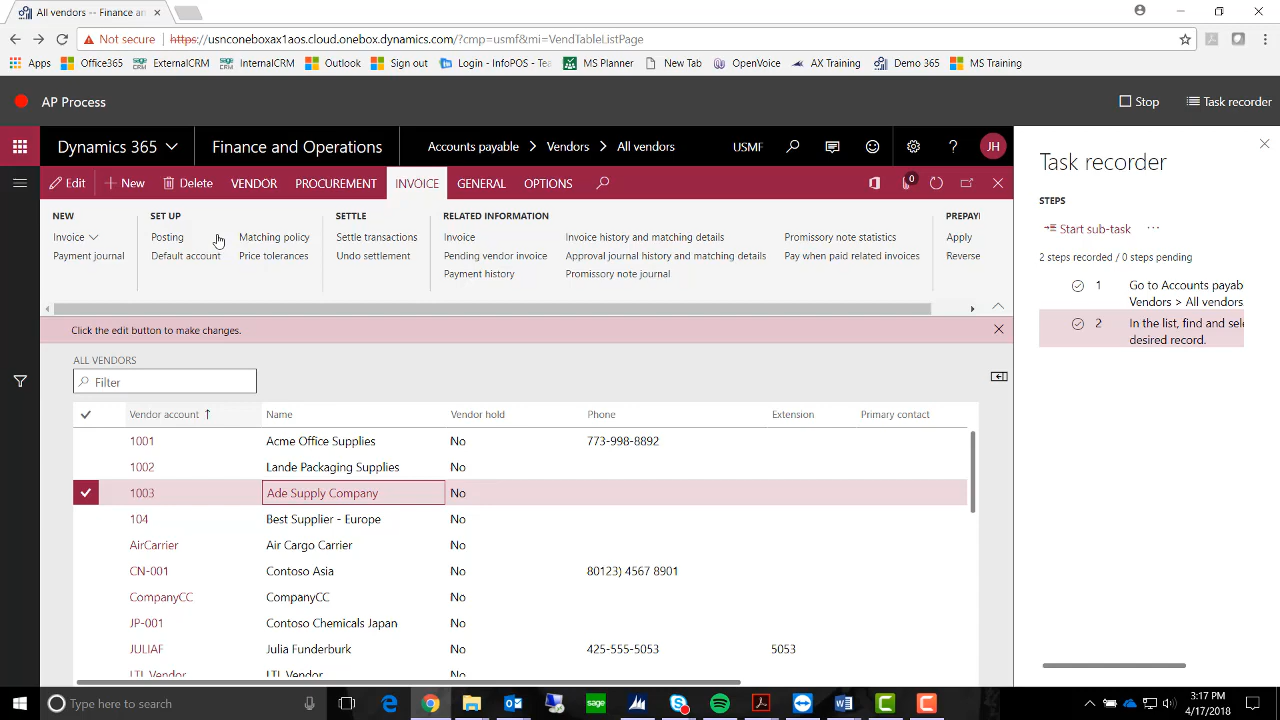 All vendors -- Finance an
Not secure https://usnconeboxax1aos.cloud.onebox.dynamics.com/?cmp=usmf&mi=VendTableListPage
Apps Office365 ExternalCRM InternalCRM Outlook Sign out Login - InfoPOS - Tea MS Planner New Tab OpenVoice AX Training Demo 365 MS Training
AP Process Stop Task recorder
Dynamics 365 Finance and Operations Accounts payable > Vendors > All vendors USMF ? JH
Edit + New Delete VENDOR PROCUREMENT INVOICE GENERAL OPTIONS 0
NEW SET UP SETTLE RELATED INFORMATION PREPAY
Invoice Posting Matching policy Settle transactions Invoice Invoice history and matching details Promissory note statistics Apply
Payment journal Default account Price tolerances Undo settlement Pending vendor invoice Approval journal history and matching details Pay when paid related invoices Reverse
Payment history Promissory note journal
Click the edit button to make changes.
ALL VENDORS
Filter
Vendor account Name Vendor hold Phone Extension Primary contact
1001 Acme Office Supplies No 773-998-8892
1002 Lande Packaging Supplies No
1003 Ade Supply Company No
104 Best Supplier - Europe No
AirCarrier Air Cargo Carrier No
CN-001 Contoso Asia No 80123) 4567 8901
CompanyCC CompanyCC No
JP-001 Contoso Chemicals Japan No
JULIAF Julia Funderburk No 425-555-5053 5053
LTL Vendor LTL Vendor No
Task recorder
STEPS
Start sub-task ...
2 steps recorded / 0 steps pending
1 Go to Accounts payab
Vendors > All vendors.
2 In the list, find and sele
desired record.
Type here to search
3:17 PM
4/17/2018